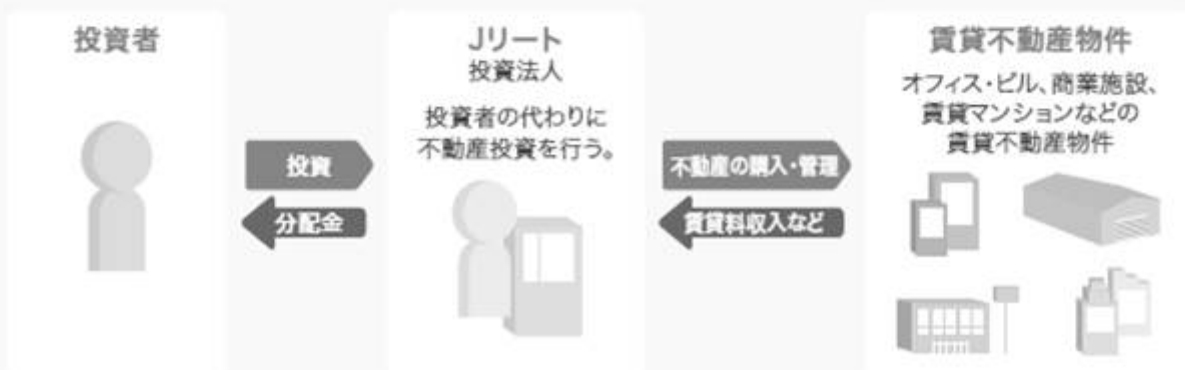 投資者
投資
分配金
Jリート
投資法人
投資者の代わりに
不動産投資を行う。
不動産の購入・管理
賃貸料収入など
賃貸不動産物件
オフィス・ビル、商業施設、
賃貸マンションなどの
賃貸不動産物件